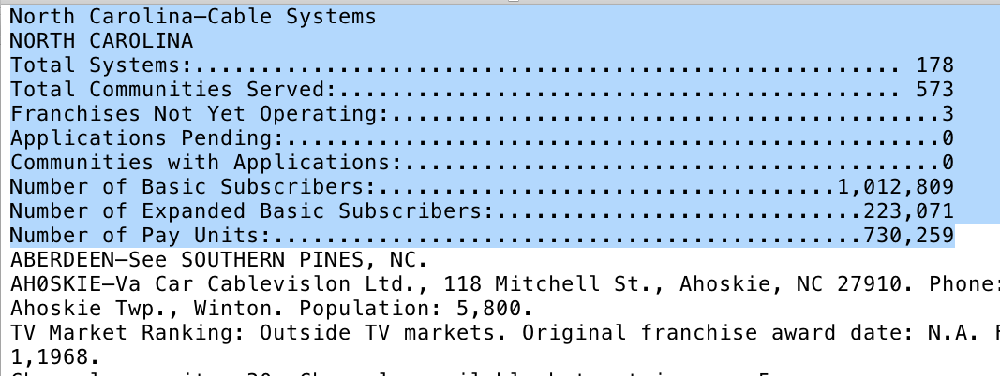 North Carolina—Cable Systems
NORTH CAROLINA
Total Systems:................................................ 178
Total Communities Served:...................................... 573
Franchises Not Yet Operating:.....................................3
Applications Pending:.............................................0
Communities with Applications:....................................0
Number of Basic Subscribers:...............................1,012,809
Number of Expanded Basic Subscribers:........................223,071
Number of Pay Units:........................................730,259
ABERDEEN—See SOUTHERN PINES, NC.
AH0SKIE—Va Car Cablevislon Ltd., 118 Mitchell St., Ahoskie, NC 27910. Phone:
Ahoskie Twp., Winton. Population: 5,800.
TV Market Ranking: Outside TV markets. Original franchise award date: N.A. F
1,1968.